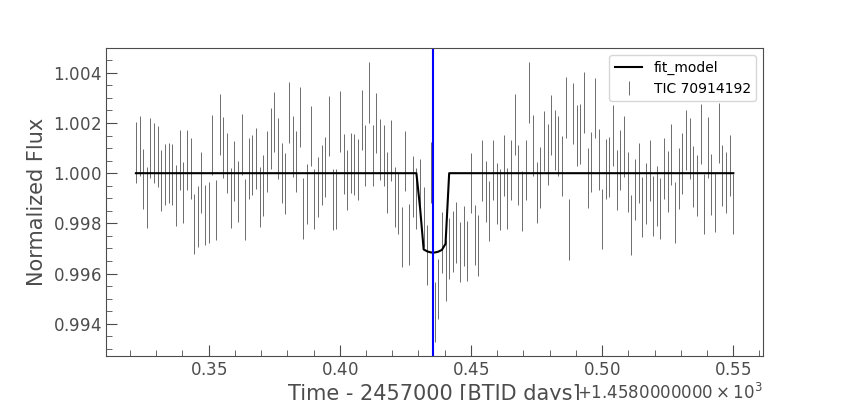 fit_model
TIC 70914192
Normalized Flux
1.004
1.002
1.000
0.998
0.996
0.994
0.35
0.40
0.45
0.50
0.55
Time - 2457000 [BTJD days]
+1.4580000000 × 10³